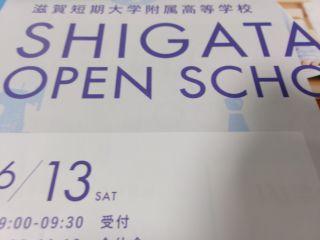 滋賀短期大学附属高等学校
SHIGATA
OPEN SCHO
6/13 SAT
9:00-09:30 受付